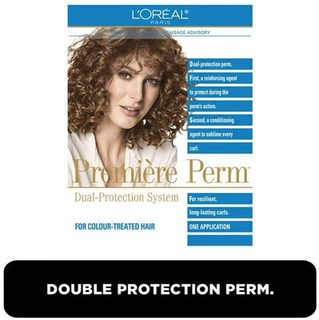 L'ORÉAL
PARIS
USAGE ADVISORY
Dual-protection perm.
First, a reinforcing agent
to protect during the
perm's action.
Second, a conditioning
agent to sublime every
curl.
Première Perm
Dual-Protection System
For resilient,
long-lasting curls.
FOR COLOUR-TREATED HAIR
ONE APPLICATION
DOUBLE PROTECTION PERM.